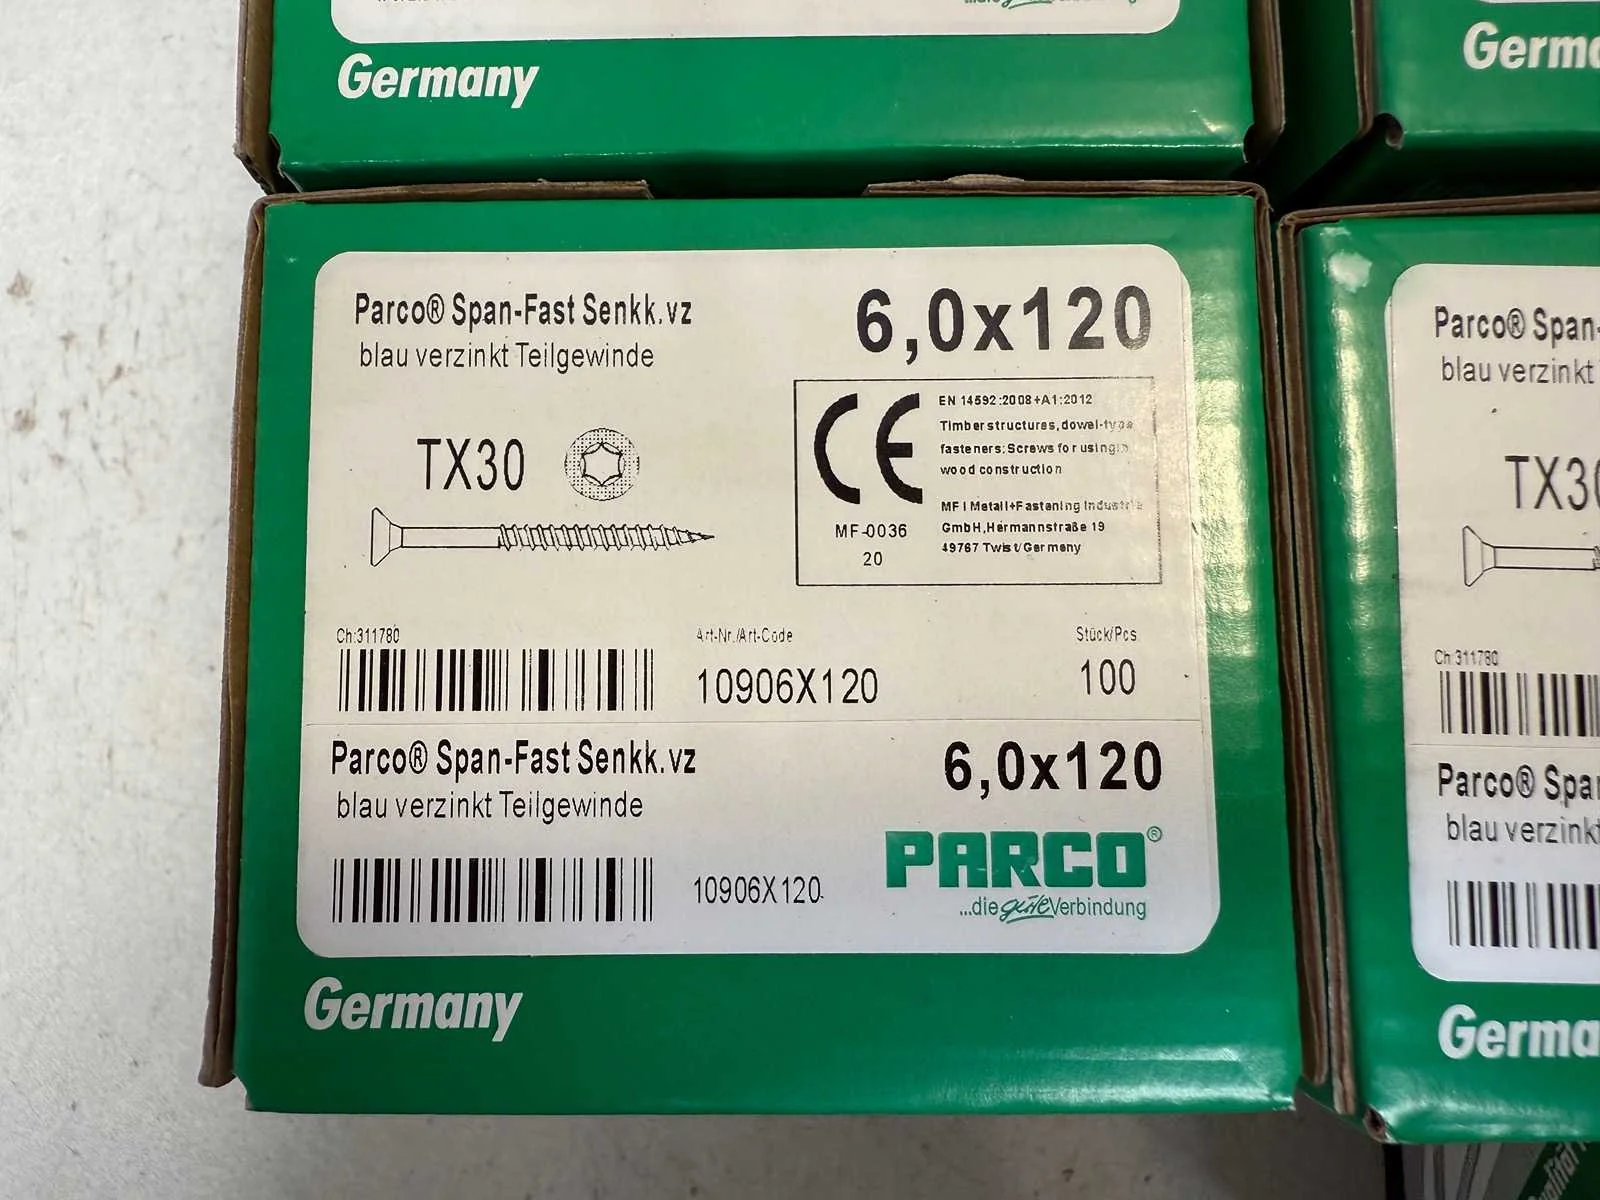 Germany
Germ
Parco® Span-Fast Senkk.vz
blau verzinkt Teilgewinde
6,0x120
TX30
CE
MF-0036
20
EN 14592:2008+A1:2012
Timber structures, dowel-type
fasteners: Screws for using in
wood construction
MFI Metall+Fastening Industrie
GmbH, Hermannstraße 19
49767 Twist/Germany
Ch:311780
Art-Nr./Art-Code
Stück/Pcs
10906X120
100
Parco® Span-Fast Senkk.vz
blau verzinkt Teilgewinde
6,0x120
10906X120
PARCO®
...die gute Verbindung
Germany
Parco® Span-
blau verzinkt
TX30
Ch:311780
Parco® Span
blau verzinkt
Germa